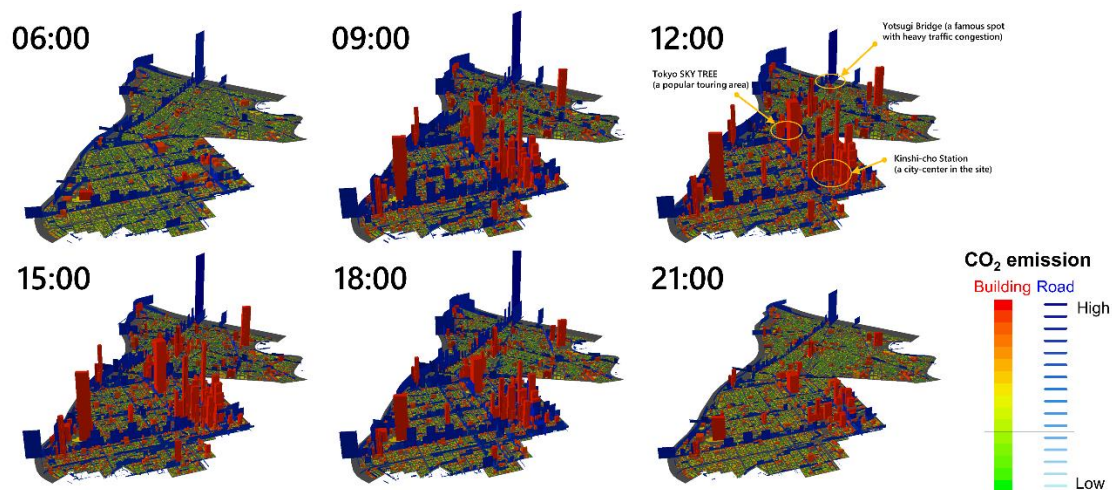 06:00
09:00
12:00
Yotsugi Bridge (a famous spot
with heavy traffic congestion)
Tokyo SKY TREE
(a popular touring area)
Kinshi-cho Station
(a city-center in the site)
15:00
18:00
21:00
CO₂ emission
Building Road
High
Low